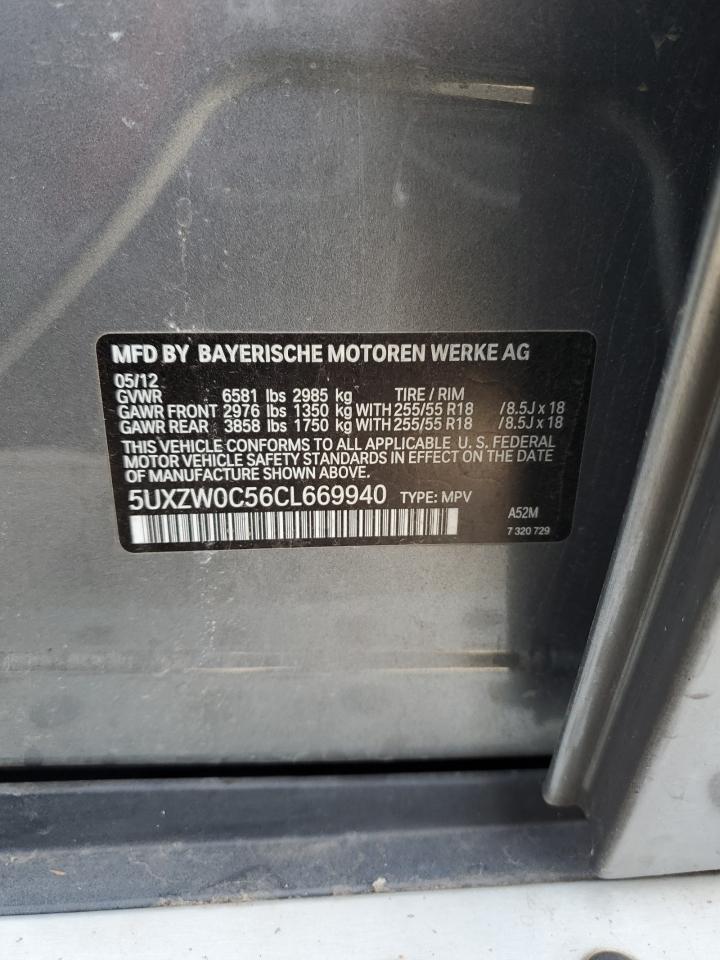 MFD BY BAYERISCHE MOTOREN WERKE AG
05/12
GVWR 6581 lbs 2985 kg TIRE / RIM
GAWR FRONT 2976 lbs 1350 kg WITH 255/55 R18 /8.5J x 18
GAWR REAR 3858 lbs 1750 kg WITH 255/55 R18 /8.5J x 18
THIS VEHICLE CONFORMS TO ALL APPLICABLE U. S. FEDERAL
MOTOR VEHICLE SAFETY STANDARDS IN EFFECT ON THE DATE
OF MANUFACTURE SHOWN ABOVE.
5UXZW0C56CL669940 TYPE: MPV
A52M
7 320 729